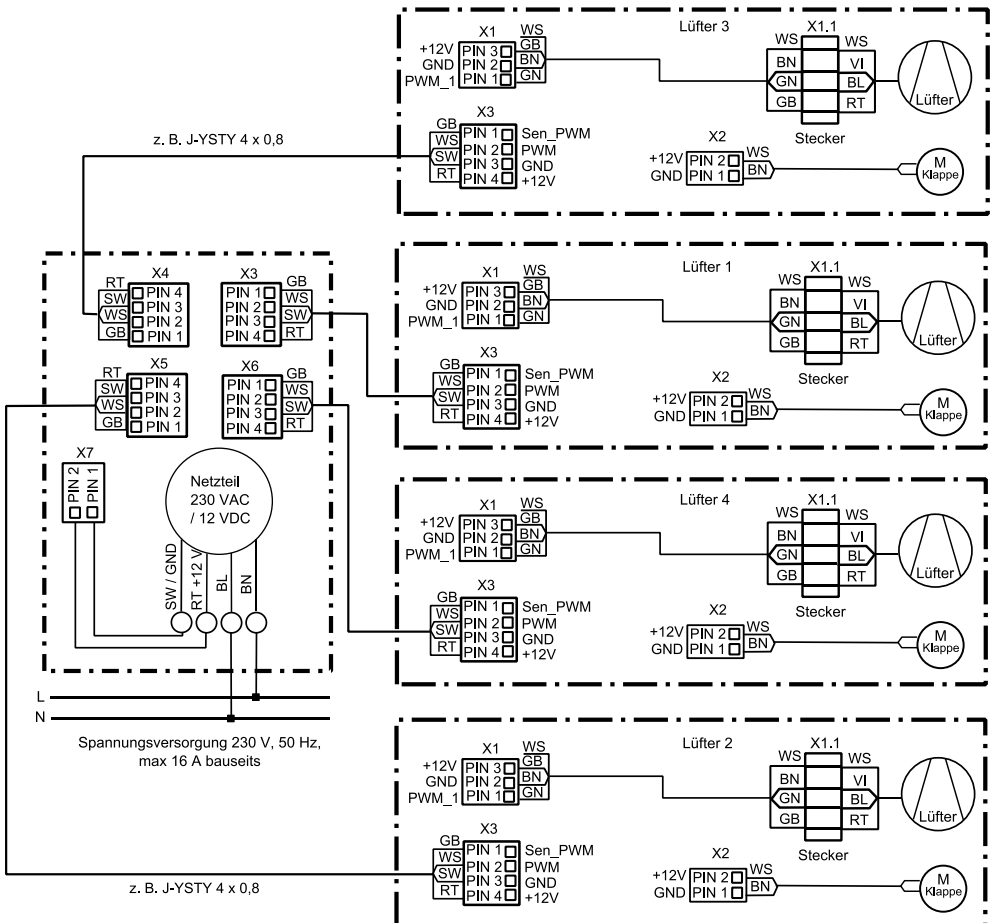 Lüfter 3
X1
+12V PIN 3
GND PIN 2
PWM_1 PIN 1
WS
GB
BN
GN
X1.1
WS WS
BN VI
GN BL
GB RT
Stecker
Lüfter
X3
GB PIN 1 Sen_PWM
WS PIN 2 PWM
SW PIN 3 GND
RT PIN 4 +12V
X2
+12V PIN 2 WS
GND PIN 1 BN
M
Klappe
z. B. J-YSTY 4 x 0,8
X4
RT PIN 4
SW PIN 3
WS PIN 2
GB PIN 1
X3
PIN 1 GB
PIN 2 WS
PIN 3 SW
PIN 4 RT
X5
RT PIN 4
SW PIN 3
WS PIN 2
GB PIN 1
X6
PIN 1 GB
PIN 2 WS
PIN 3 SW
PIN 4 RT
X7
PIN 2
PIN 1
Netzteil
230 VAC
/ 12 VDC
SW / GND
RT +12 V
BL
BN
L
N
Spannungsversorgung 230 V, 50 Hz,
max 16 A bauseits
Lüfter 1
X1
+12V PIN 3
GND PIN 2
PWM_1 PIN 1
WS
GB
BN
GN
X1.1
WS WS
BN VI
GN BL
GB RT
Stecker
Lüfter
X3
GB PIN 1 Sen_PWM
WS PIN 2 PWM
SW PIN 3 GND
RT PIN 4 +12V
X2
+12V PIN 2 WS
GND PIN 1 BN
M
Klappe
Lüfter 4
X1
+12V PIN 3
GND PIN 2
PWM_1 PIN 1
WS
GB
BN
GN
X1.1
WS WS
BN VI
GN BL
GB RT
Stecker
Lüfter
X3
GB PIN 1 Sen_PWM
WS PIN 2 PWM
SW PIN 3 GND
RT PIN 4 +12V
X2
+12V PIN 2 WS
GND PIN 1 BN
M
Klappe
Lüfter 2
X1
+12V PIN 3
GND PIN 2
PWM_1 PIN 1
WS
GB
BN
GN
X1.1
WS WS
BN VI
GN BL
GB RT
Stecker
Lüfter
X3
GB PIN 1 Sen_PWM
WS PIN 2 PWM
SW PIN 3 GND
RT PIN 4 +12V
X2
+12V PIN 2 WS
GND PIN 1 BN
M
Klappe
z. B. J-YSTY 4 x 0,8